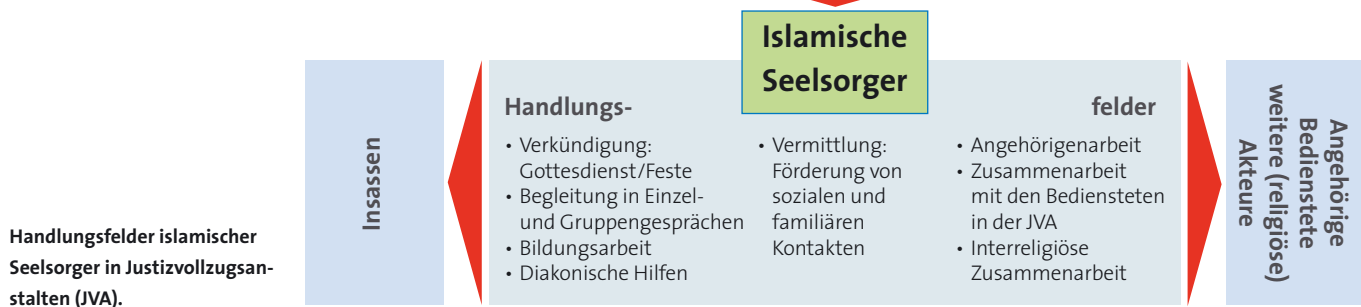 Islamische
Seelsorger
Insassen
Handlungs-
• Verkündigung:
Gottesdienst/Feste
• Begleitung in Einzel-
und Gruppengesprächen
• Bildungsarbeit
• Diakonische Hilfen
• Vermittlung:
Förderung von
sozialen und
familiären
Kontakten
felder
• Angehörigenarbeit
• Zusammenarbeit
mit den Bediensteten
in der JVA
• Interreligiöse
Zusammenarbeit
Angehörige
Bedienstete
weitere (religiöse)
Akteure
Handlungsfelder islamischer
Seelsorger in Justizvollzugsan-
stalten (JVA).